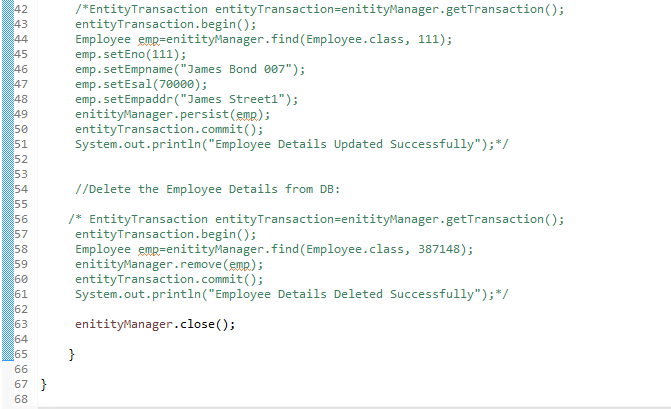 42 /*EntityTransaction entityTransaction=enitityManager.getTransaction();
43 entityTransaction.begin();
44 Employee emp=enitityManager.find(Employee.class, 111);
45 emp.setEno(111);
46 emp.setEmpname("James Bond 007");
47 emp.setEsal(70000);
48 emp.setEmpaddr("James Street1");
49 enitityManager.persist(emp);
50 entityTransaction.commit();
51 System.out.println("Employee Details Updated Successfully");*/
52
53
54 //Delete the Employee Details from DB:
55
56 /* EntityTransaction entityTransaction=enitityManager.getTransaction();
57 entityTransaction.begin();
58 Employee emp=enitityManager.find(Employee.class, 387148);
59 enitityManager.remove(emp);
60 entityTransaction.commit();
61 System.out.println("Employee Details Deleted Successfully");*/
62
63 enitityManager.close();
64
65 }
66
67 }
68